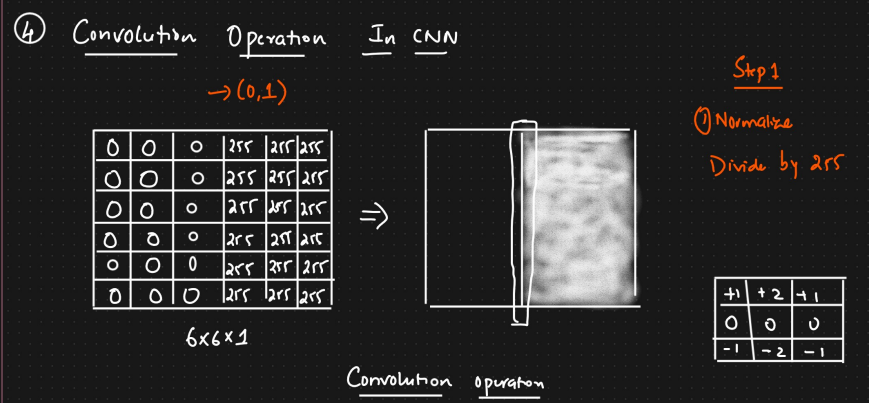 ④ Convolution Operation In CNN
→ (0,1)
Step 1
① Normalize
Divide by 255
0 0 0 255 255 255
0 0 0 255 255 255
0 0 0 255 255 255
0 0 0 255 255 255
0 0 0 255 255 255
0 0 0 255 255 255
⇒
6x6x1
+1 +2 +1
0 0 0
-1 -2 -1
Convolution operation